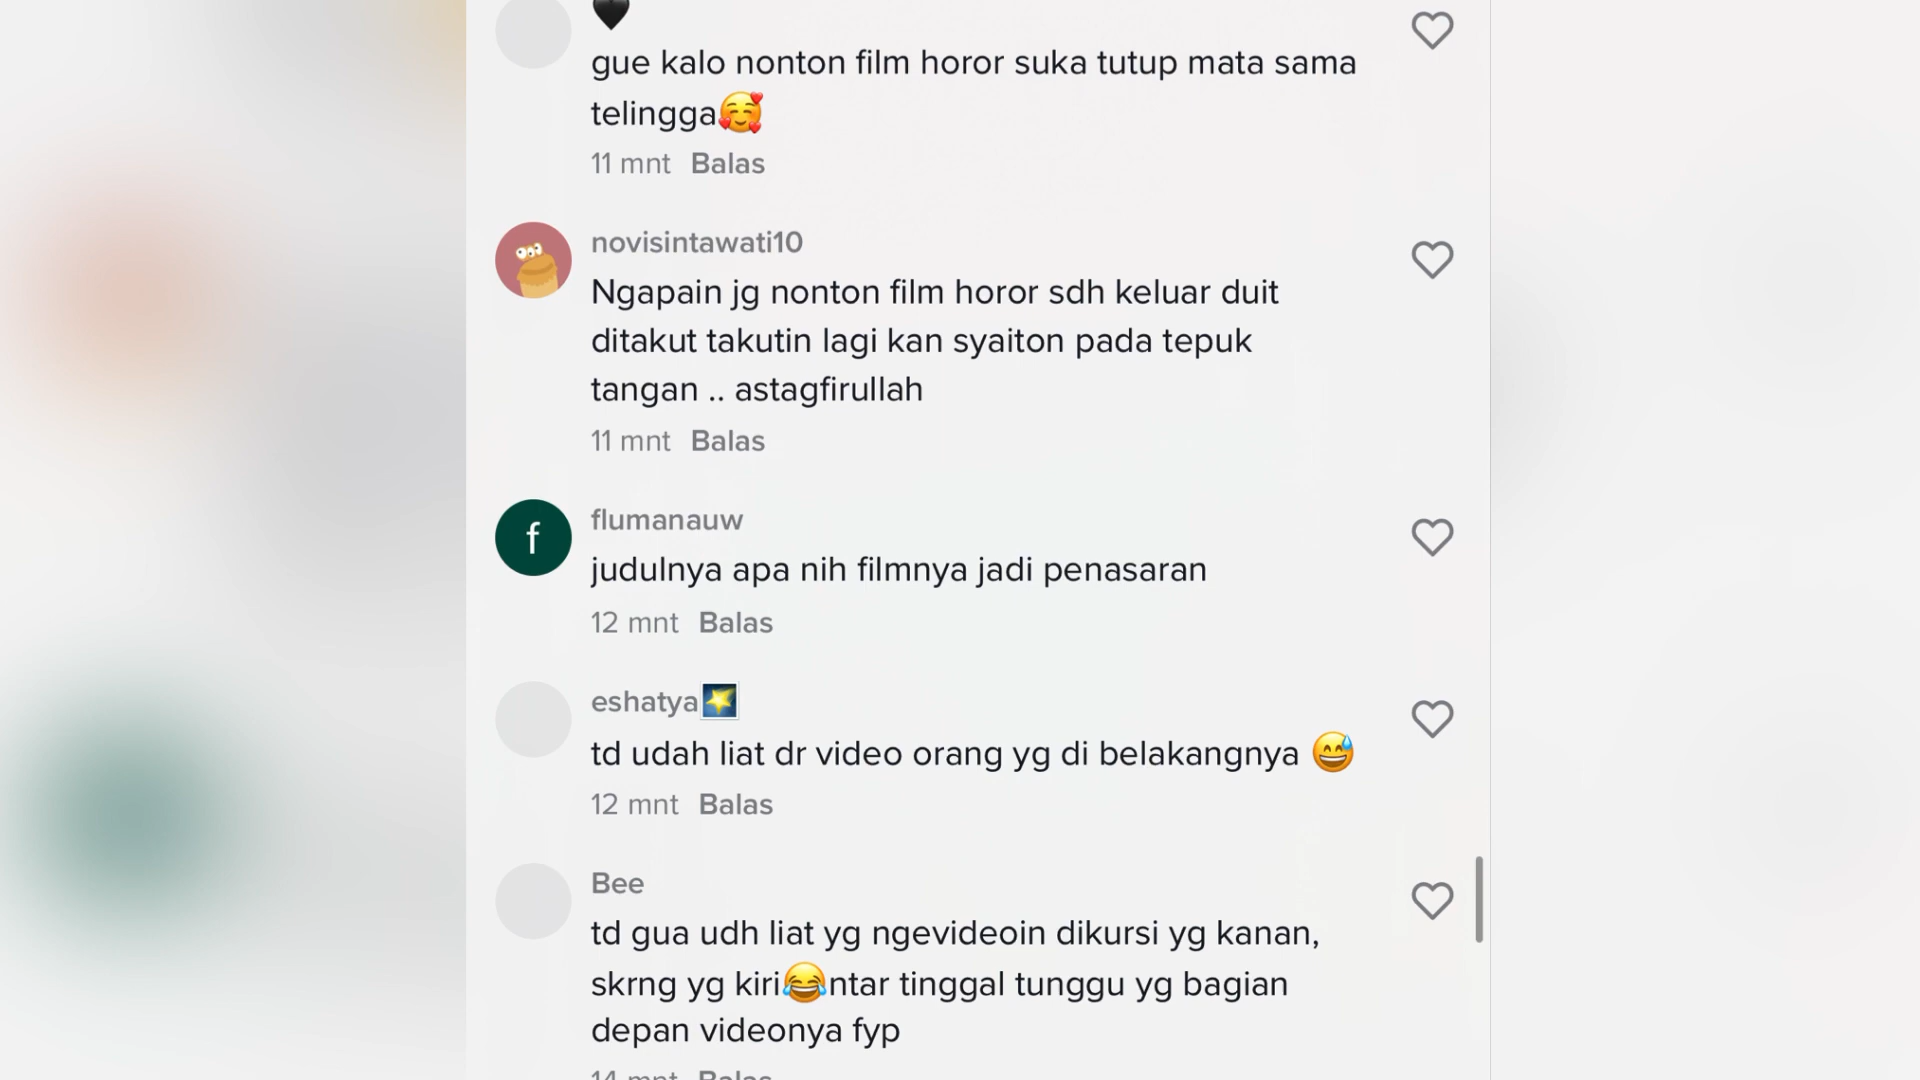 🖤
gue kalo nonton film horor suka tutup mata sama
telingga🥰
11 mnt Balas
novisintawati10
Ngapain jg nonton film horor sdh keluar duit
ditakut takutin lagi kan syaiton pada tepuk
tangan .. astagfirullah
11 mnt Balas
f
flumanauw
judulnya apa nih filmnya jadi penasaran
12 mnt Balas
eshatya🌠
td udah liat dr video orang yg di belakangnya 😅
12 mnt Balas
Bee
td gua udh liat yg ngevideoin dikursi yg kanan,
skrng yg kiri😂ntar tinggal tunggu yg bagian
depan videonya fyp
14 mnt Balas